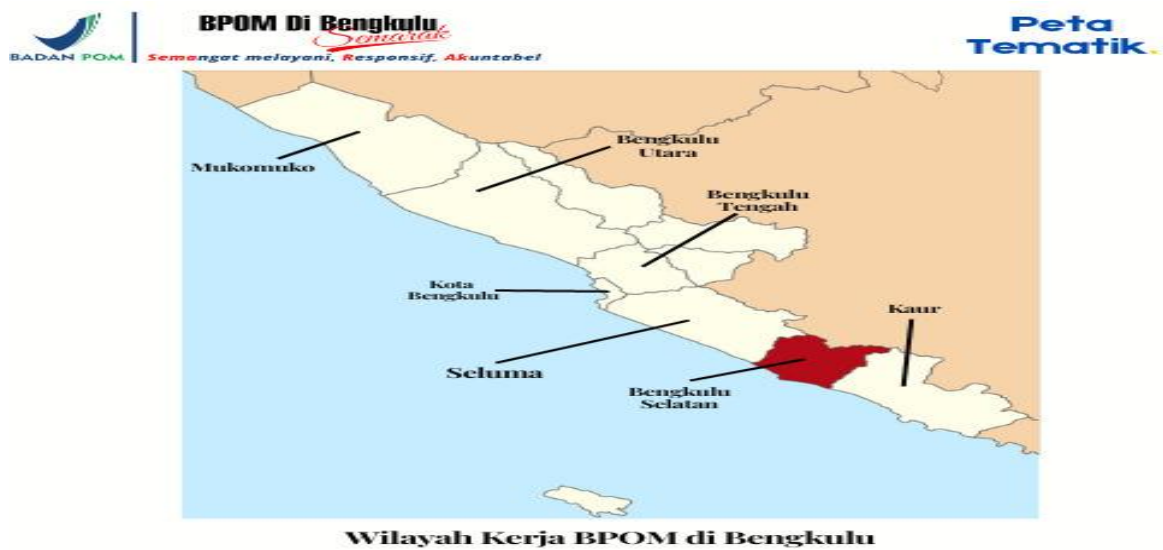 BADAN POM
BPOM Di Bengkulu
Semarak
Semangat melayani, Responsif, Akuntabel
Peta
Tematik.
Mukomuko
Bengkulu
Utara
Bengkulu
Tengah
Kota
Bengkulu
Kaur
Seluma
Bengkulu
Selatan
Wilayah Kerja BPOM di Bengkulu